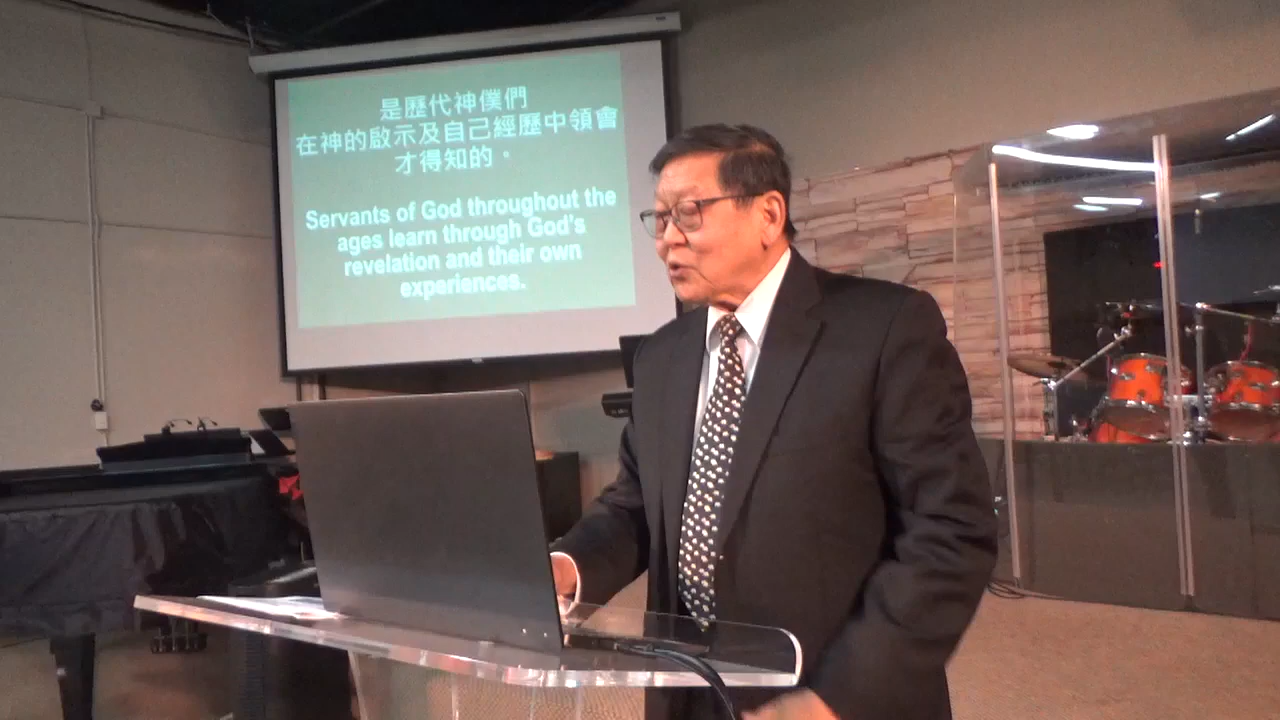 是歷代神僕們
在神的啟示及自己經歷中領會
才得知的。
Servants of God throughout the
ages learn through God's
revelation and their own
experiences.